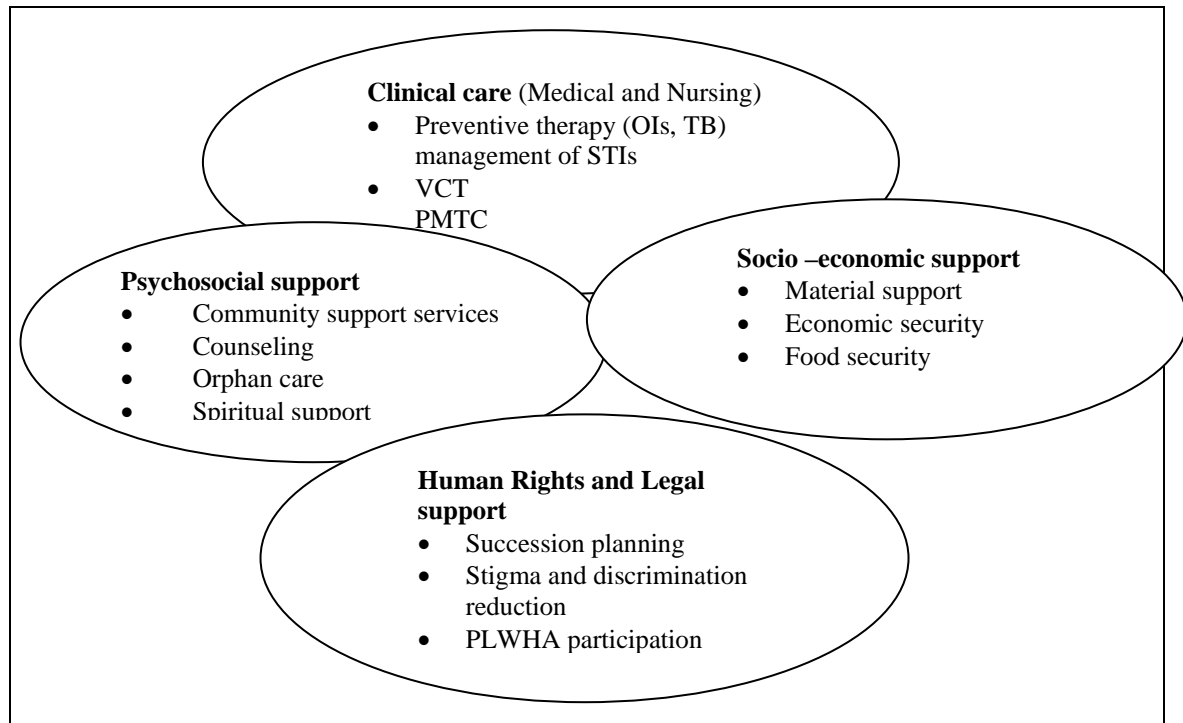 Clinical care (Medical and Nursing)
• Preventive therapy (OIs, TB)
management of STIs
• VCT
PMTC
Psychosocial support
• Community support services
• Counseling
• Orphan care
• Spiritual support
Socio –economic support
• Material support
• Economic security
• Food security
Human Rights and Legal
support
• Succession planning
• Stigma and discrimination
reduction
• PLWHA participation